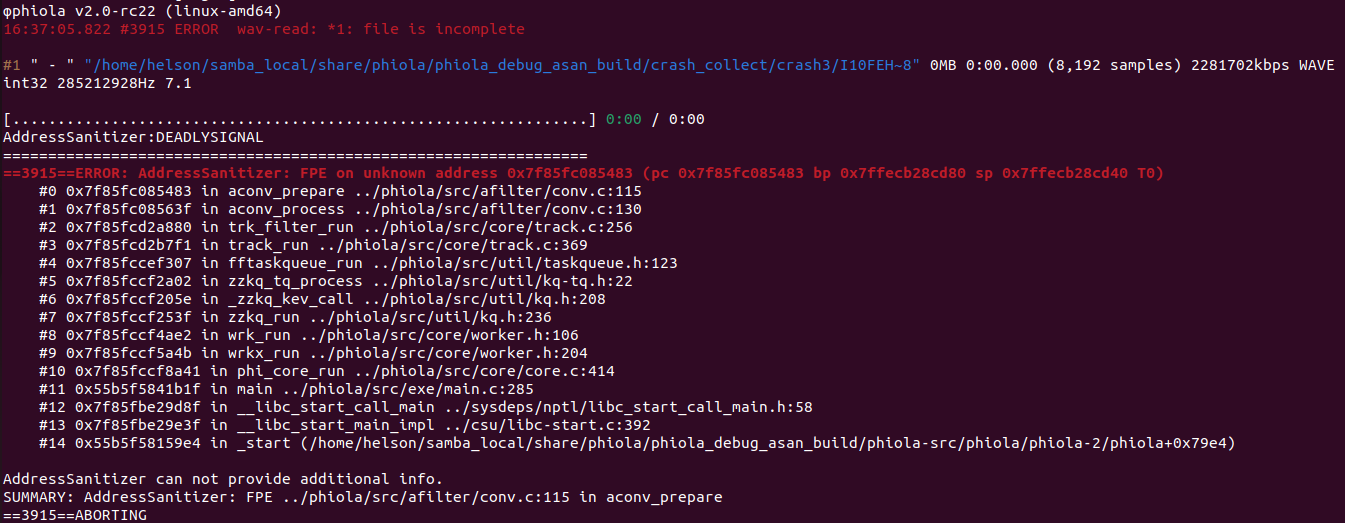 φphiola v2.0-rc22 (linux-amd64)
16:37:05.822 #3915 ERROR  wav-read: *1: file is incomplete
#1 " - " "/home/helson/samba_local/share/phiola/phiola_debug_asan_build/crash_collect/crash3/I10FEH~8" 0MB 0:00.000 (8,192 samples) 2281702kbps WAVE
int32 285212928Hz 7.1
[................................................................] 0:00 / 0:00
AddressSanitizer:DEADLYSIGNAL
=================================================================
==3915==ERROR: AddressSanitizer: FPE on unknown address 0x7f85fc085483 (pc 0x7f85fc085483 bp 0x7ffecb28cd80 sp 0x7ffecb28cd40 T0)
    #0 0x7f85fc085483 in aconv_prepare ../phiola/src/afilter/conv.c:115
    #1 0x7f85fc08563f in aconv_process ../phiola/src/afilter/conv.c:130
    #2 0x7f85fcd2a880 in trk_filter_run ../phiola/src/core/track.c:256
    #3 0x7f85fcd2b7f1 in track_run ../phiola/src/core/track.c:369
    #4 0x7f85fccef307 in fftaskqueue_run ../phiola/src/util/taskqueue.h:123
    #5 0x7f85fccf2a02 in zzkq_tq_process ../phiola/src/util/kq-tq.h:22
    #6 0x7f85fccf205e in _zzkq_kev_call ../phiola/src/util/kq.h:208
    #7 0x7f85fccf253f in zzkq_run ../phiola/src/util/kq.h:236
    #8 0x7f85fccf4ae2 in wrk_run ../phiola/src/core/worker.h:106
    #9 0x7f85fccf5a4b in wrkx_run ../phiola/src/core/worker.h:204
    #10 0x7f85fccf8a41 in phi_core_run ../phiola/src/core/core.c:414
    #11 0x55b5f5841b1f in main ../phiola/src/exe/main.c:285
    #12 0x7f85fbe29d8f in __libc_start_call_main ../sysdeps/nptl/libc_start_call_main.h:58
    #13 0x7f85fbe29e3f in __libc_start_main_impl ../csu/libc-start.c:392
    #14 0x55b5f58159e4 in _start (/home/helson/samba_local/share/phiola/phiola_debug_asan_build/phiola-src/phiola/phiola-2/phiola+0x79e4)
AddressSanitizer can not provide additional info.
SUMMARY: AddressSanitizer: FPE ../phiola/src/afilter/conv.c:115 in aconv_prepare
==3915==ABORTING